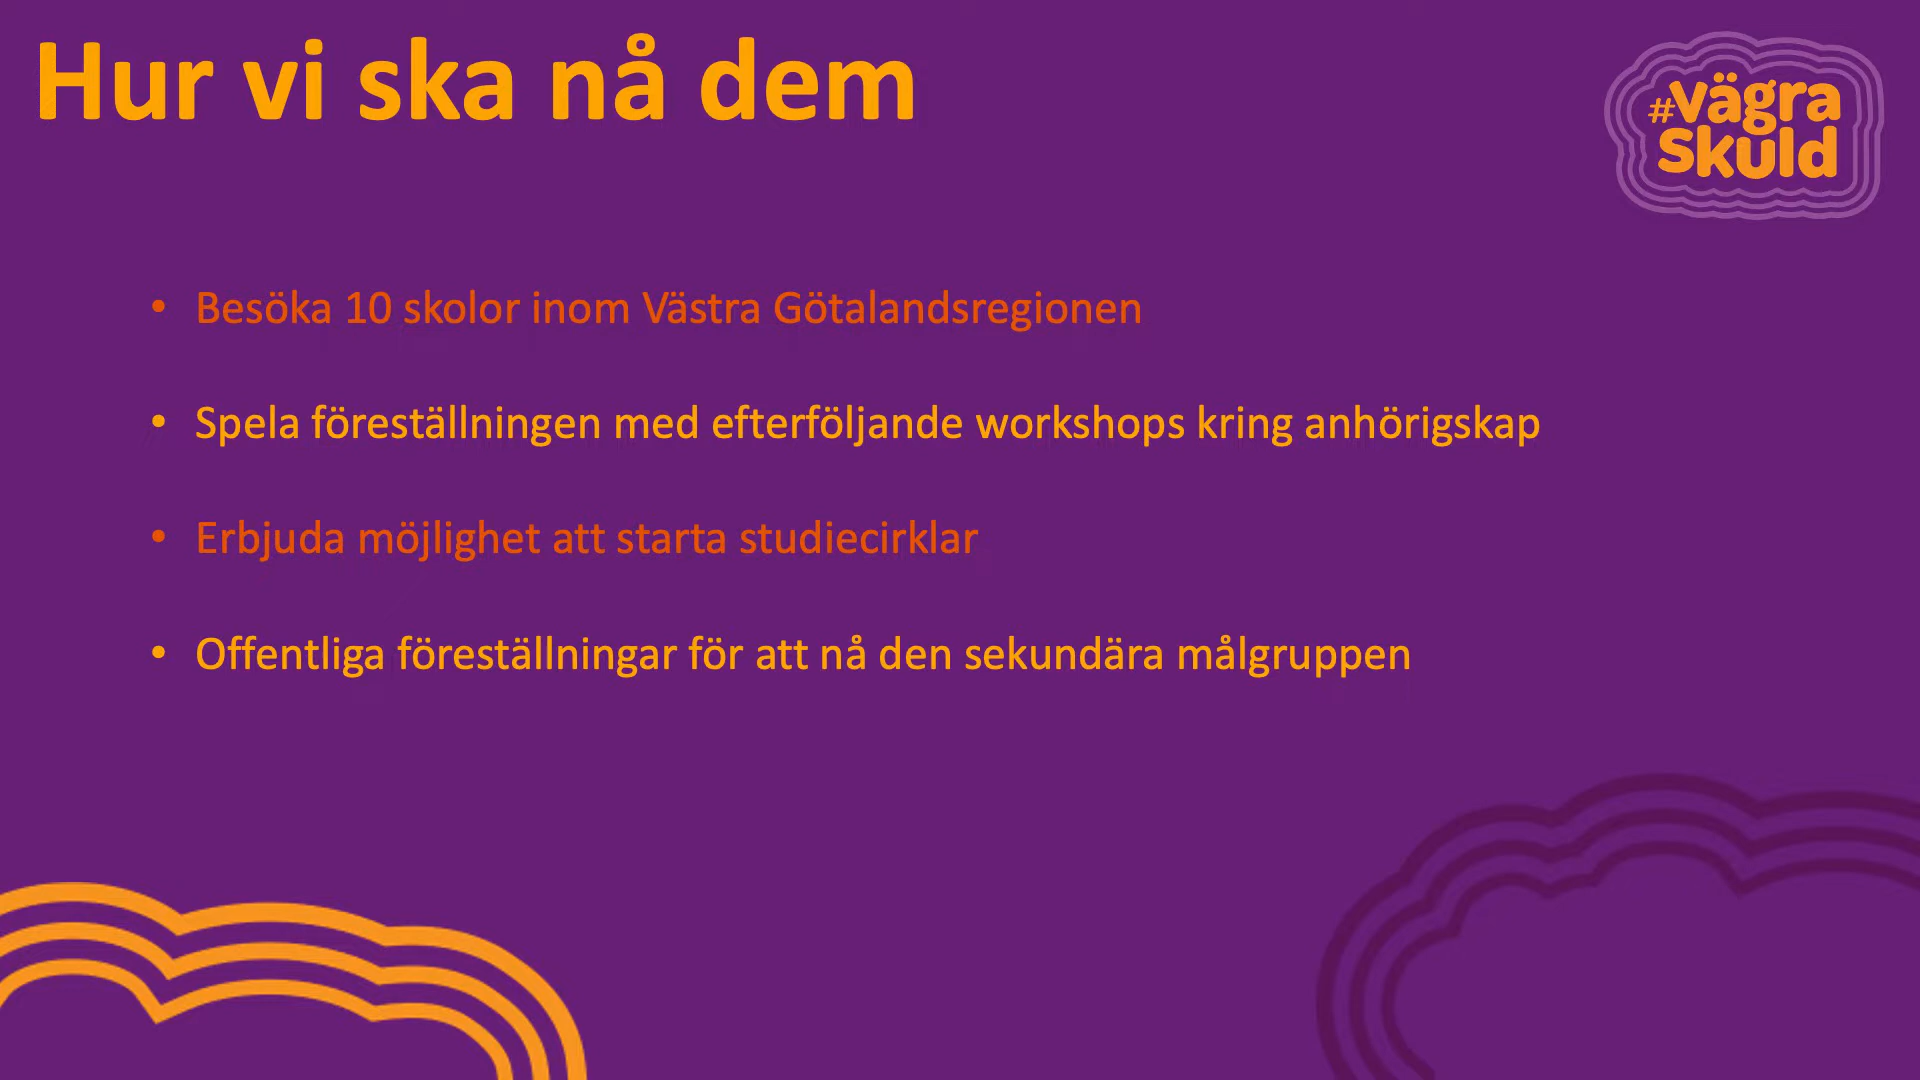 Hur vi ska nå dem
#vägra
Skuld
• Besöka 10 skolor inom Västra Götalandsregionen
• Spela föreställningen med efterföljande workshops kring anhörigskap
• Erbjuda möjlighet att starta studiecirklar
• Offentliga föreställningar för att nå den sekundära målgruppen